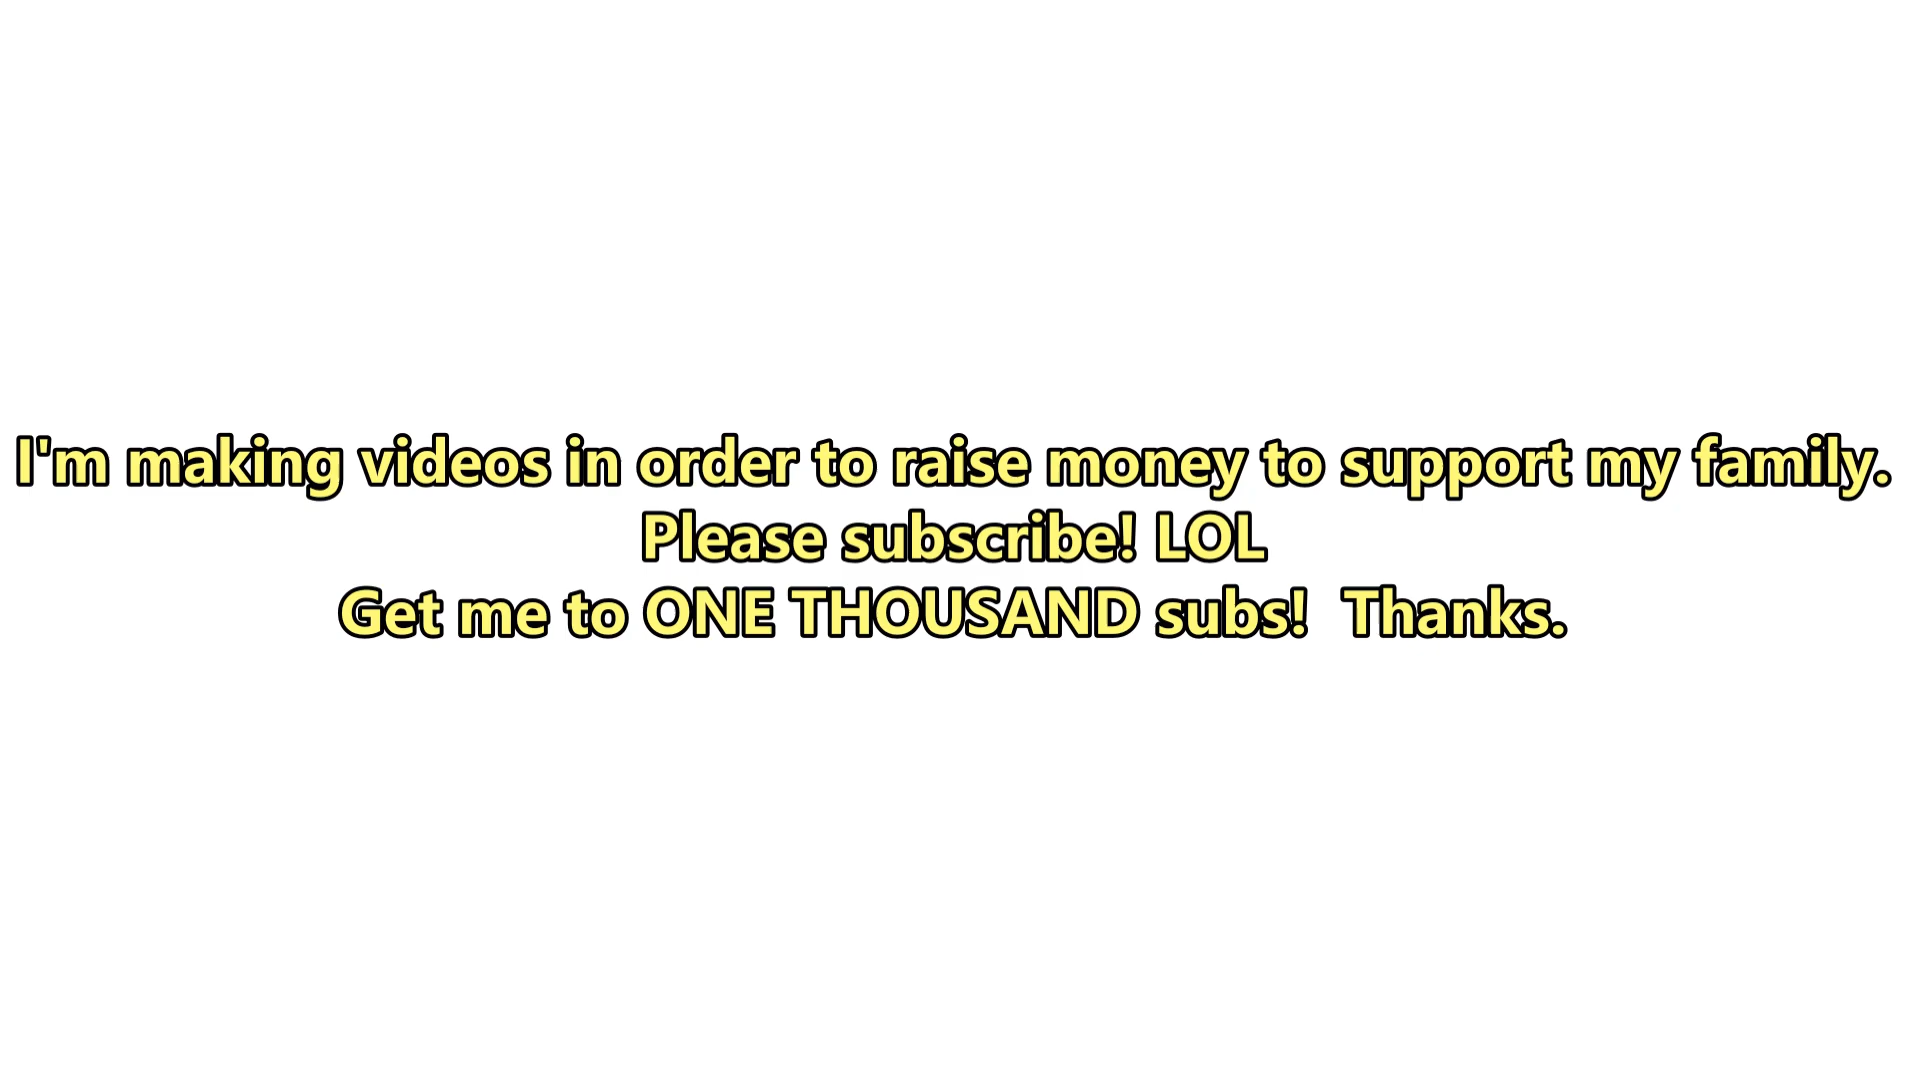 I'm making videos in order to raise money to support my family.
Please subscribe! LOL
Get me to ONE THOUSAND subs!  Thanks.